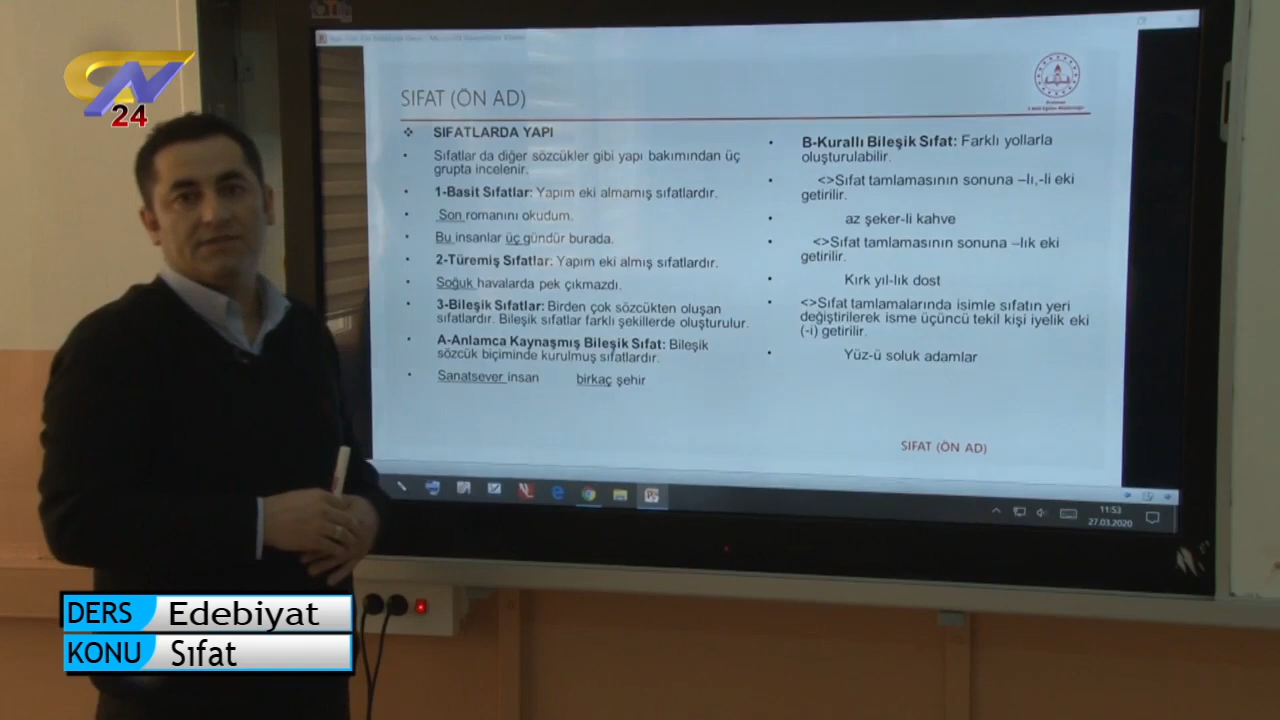 24
SIFAT (ÖN AD)
❖ SIFATLARDA YAPI
• Sıfatlar da diğer sözcükler gibi yapı bakımından üç
grupta incelenir.
• 1-Basit Sıfatlar: Yapım eki almamış sıfatlardır.
• Son romanını okudum.
• Bu insanlar üç gündür burada.
• 2-Türemiş Sıfatlar: Yapım eki almış sıfatlardır.
• Soğuk havalarda pek çıkmazdı.
• 3-Bileşik Sıfatlar: Birden çok sözcükten oluşan
sıfatlardır. Bileşik sıfatlar farklı şekillerde oluşturulur.
• A-Anlamca Kaynaşmış Bileşik Sıfat: Bileşik
sözcük biçiminde kurulmuş sıfatlardır.
• Sanatsever insan birkaç şehir
• B-Kurallı Bileşik Sıfat: Farklı yollarla
oluşturulabilir.
• <>Sıfat tamlamasının sonuna –lı,-li eki
getirilir.
• az şeker-li kahve
• <>Sıfat tamlamasının sonuna –lık eki
getirilir.
• Kırk yıl-lık dost
• <>Sıfat tamlamalarında isimle sıfatın yeri
değiştirilerek isme üçüncü tekil kişi iyelik eki
(-i) getirilir.
• Yüz-ü soluk adamlar
SIFAT (ÖN AD)
11:53
27.03.2020
DERS Edebiyat
KONU Sıfat